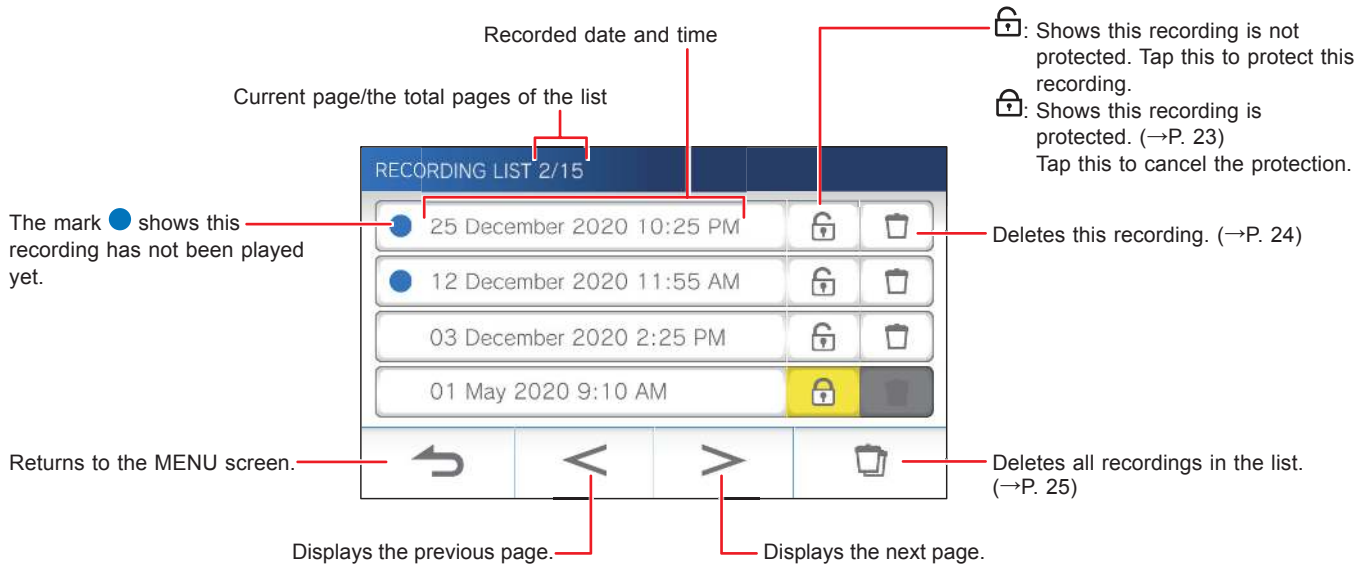 Recorded date and time
Current page/the total pages of the list
: Shows this recording is not
protected. Tap this to protect this
recording.
: Shows this recording is
protected. (→P. 23)
Tap this to cancel the protection.
RECORDING LIST 2/15
The mark shows this
recording has not been played
yet.
25 December 2020 10:25 PM
Deletes this recording. (→P. 24)
12 December 2020 11:55 AM
03 December 2020 2:25 PM
01 May 2020 9:10 AM
Returns to the MENU screen.
< >
Deletes all recordings in the list.
(→P. 25)
Displays the previous page.
Displays the next page.